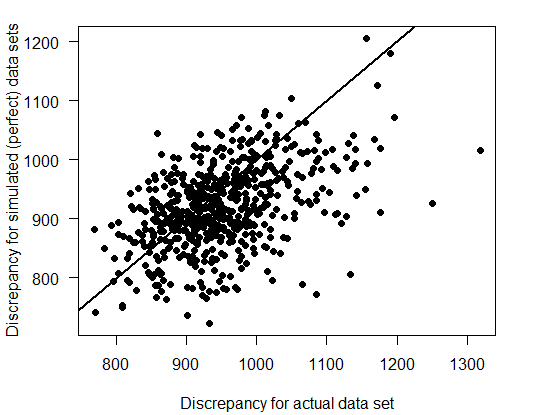 Discrepancy for simulated (perfect) data sets
1200
1100
1000
900
800
800 900 1000 1100 1200 1300
Discrepancy for actual data set